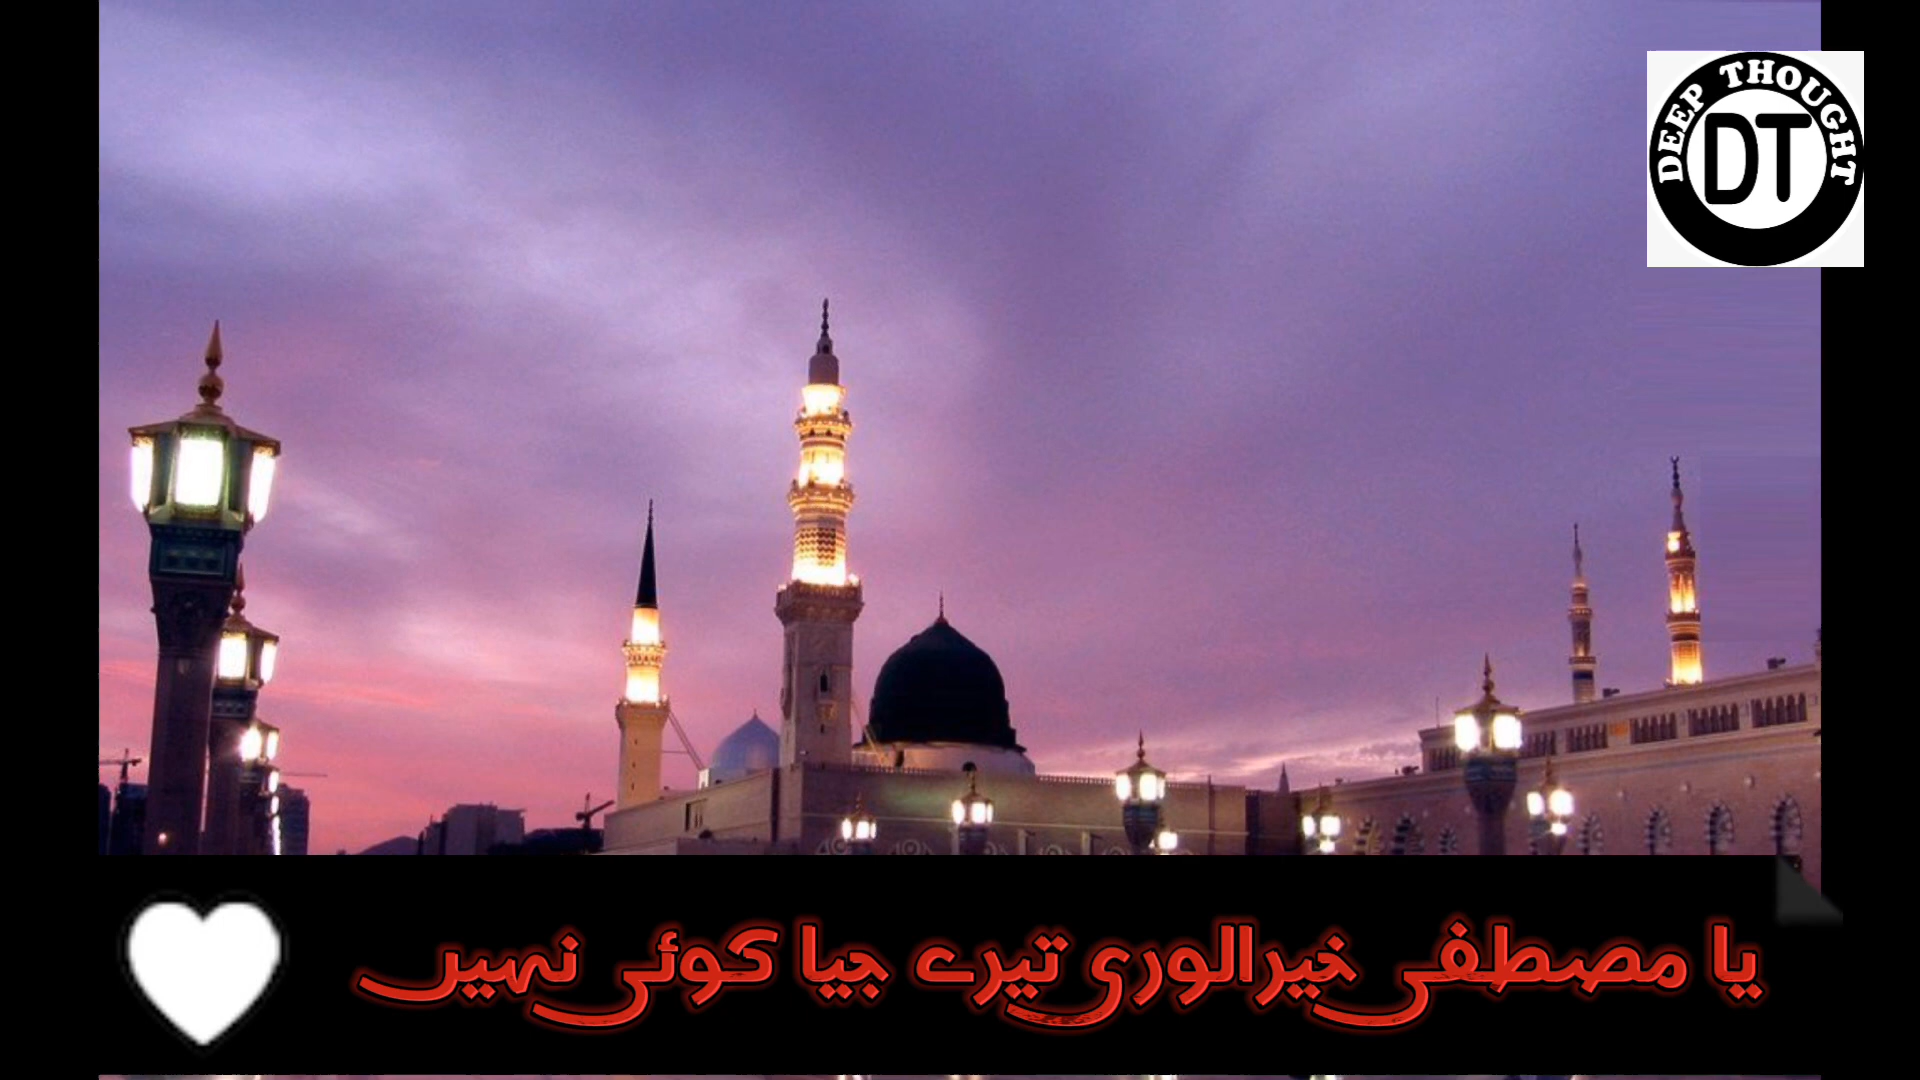 DEEP THOUGHT
DT
یا مصطفی خیرالوری تیرے جیا کوئی نہیں